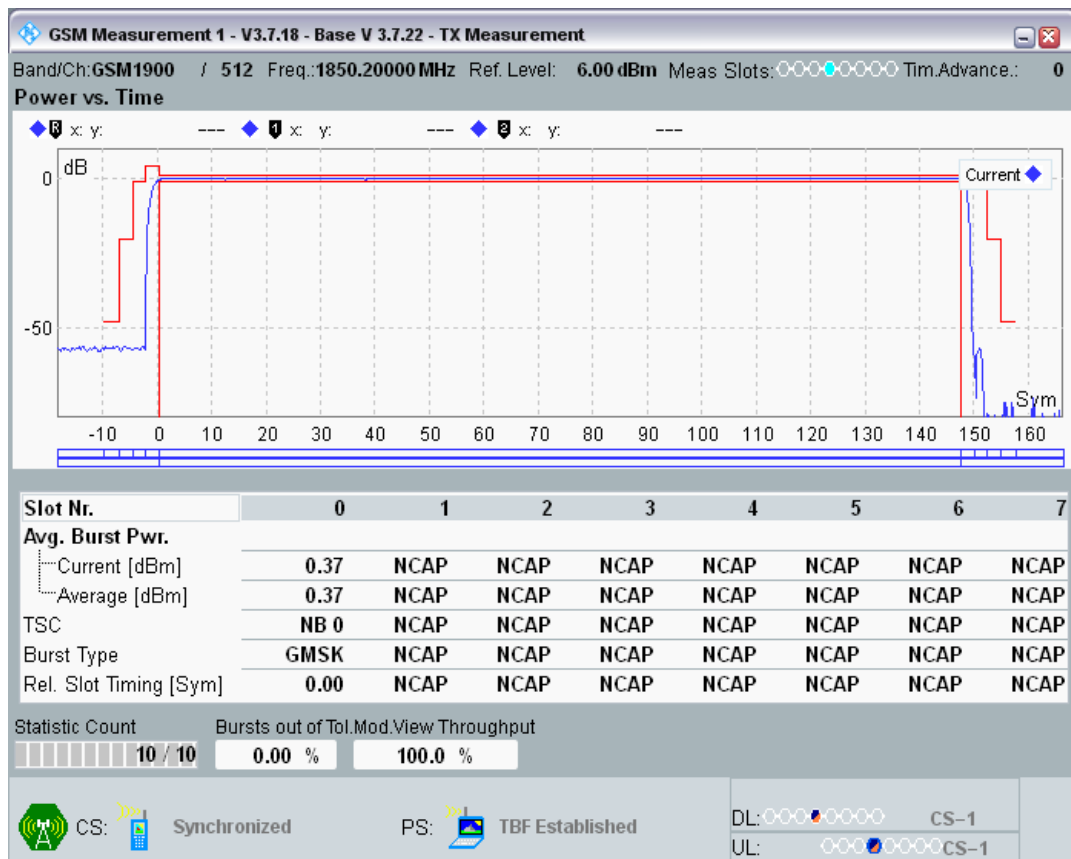 GSM Measurement 1 - V3.7.18 - Base V 3.7.22 - TX Measurement
Band/Ch:GSM1900 / 512 Freq.:1850.20000 MHz Ref. Level: 6.00 dBm Meas Slots: Tim.Advance.: 0
Power vs. Time
R x: y: --- 1 x: y: --- 2 x: y: ---
dB
Current
0
-50
Sym
-10 0 10 20 30 40 50 60 70 80 90 100 110 120 130 140 150 160
Slot Nr. 0 1 2 3 4 5 6 7
Avg. Burst Pwr.
Current [dBm] 0.37 NCAP NCAP NCAP NCAP NCAP NCAP NCAP
Average [dBm] 0.37 NCAP NCAP NCAP NCAP NCAP NCAP NCAP
TSC NB 0 NCAP NCAP NCAP NCAP NCAP NCAP NCAP
Burst Type GMSK NCAP NCAP NCAP NCAP NCAP NCAP NCAP
Rel. Slot Timing [Sym] 0.00 NCAP NCAP NCAP NCAP NCAP NCAP NCAP
Statistic Count Bursts out of Tol.Mod.View Throughput
10 / 10 0.00 % 100.0 %
CS: Synchronized PS: TBF Established
DL: CS-1
UL: CS-1